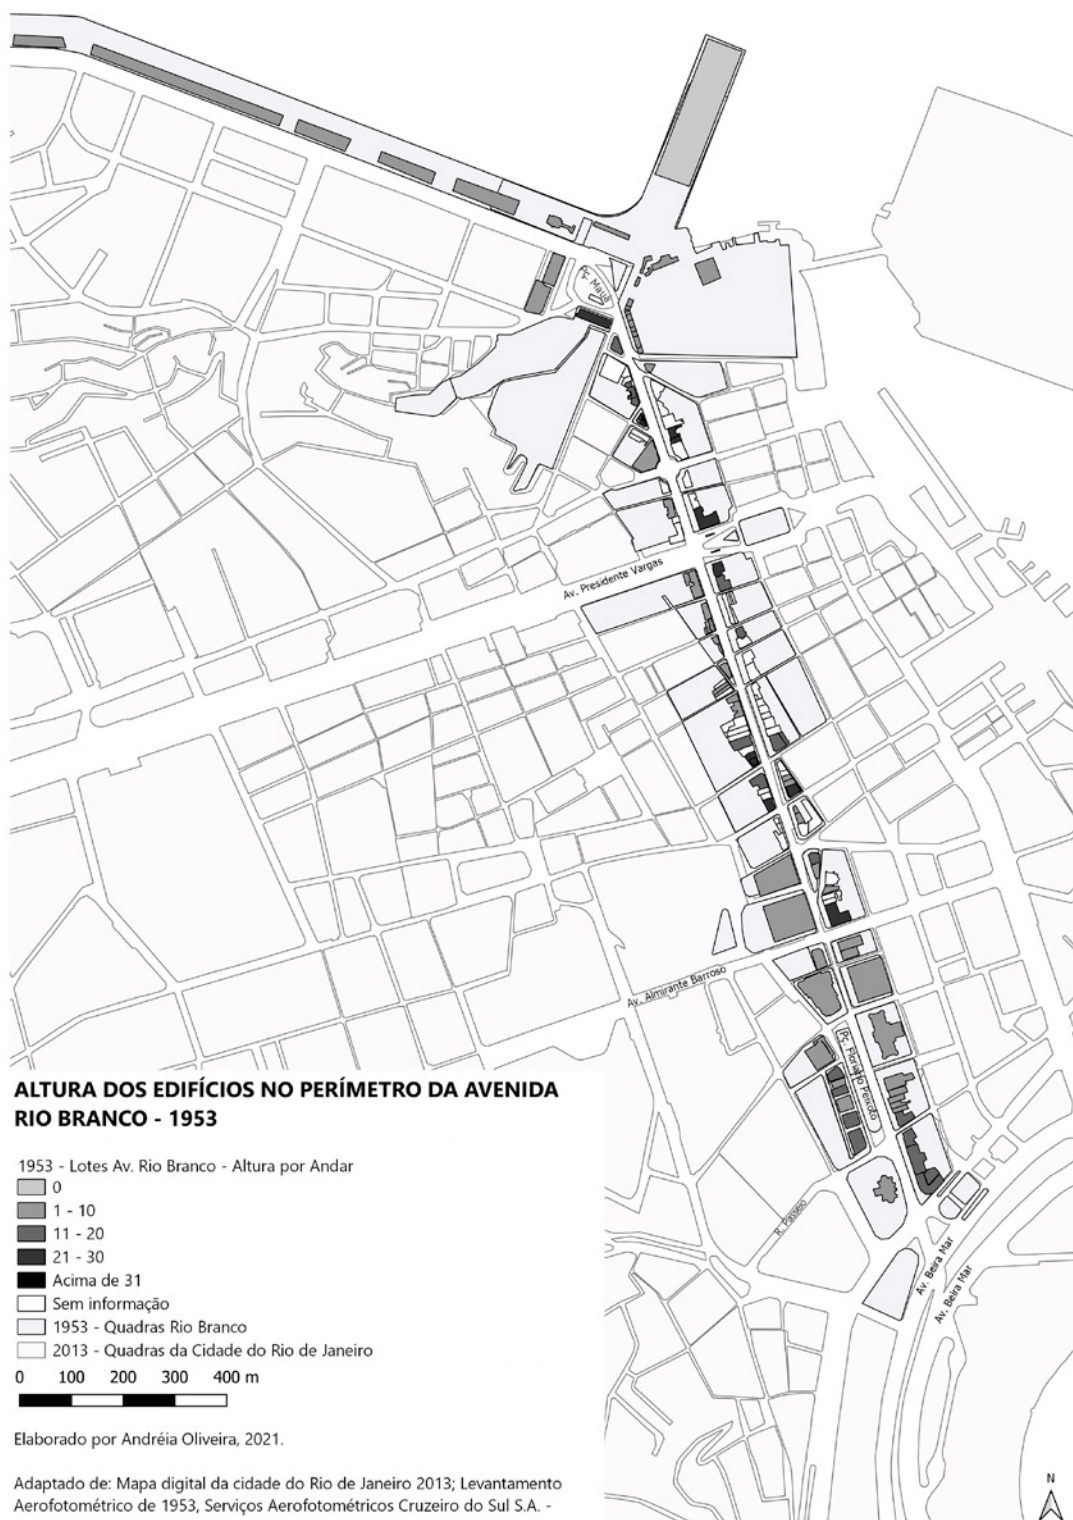 Pç. Mauá
Av. Presidente Vargas
Av. Almirante Barroso
Pç. Floriano Peixoto
R. Passeio
Av. Beira Mar
Av. Beira Mar
ALTURA DOS EDIFÍCIOS NO PERÍMETRO DA AVENIDA
RIO BRANCO - 1953
1953 - Lotes Av. Rio Branco - Altura por Andar
0
1 - 10
11 - 20
21 - 30
Acima de 31
Sem informação
1953 - Quadras Rio Branco
2013 - Quadras da Cidade do Rio de Janeiro
0 100 200 300 400 m
Elaborado por Andréia Oliveira, 2021.
Adaptado de: Mapa digital da cidade do Rio de Janeiro 2013; Levantamento
Aerofotométrico de 1953, Serviços Aerofotométricos Cruzeiro do Sul S.A. -
N